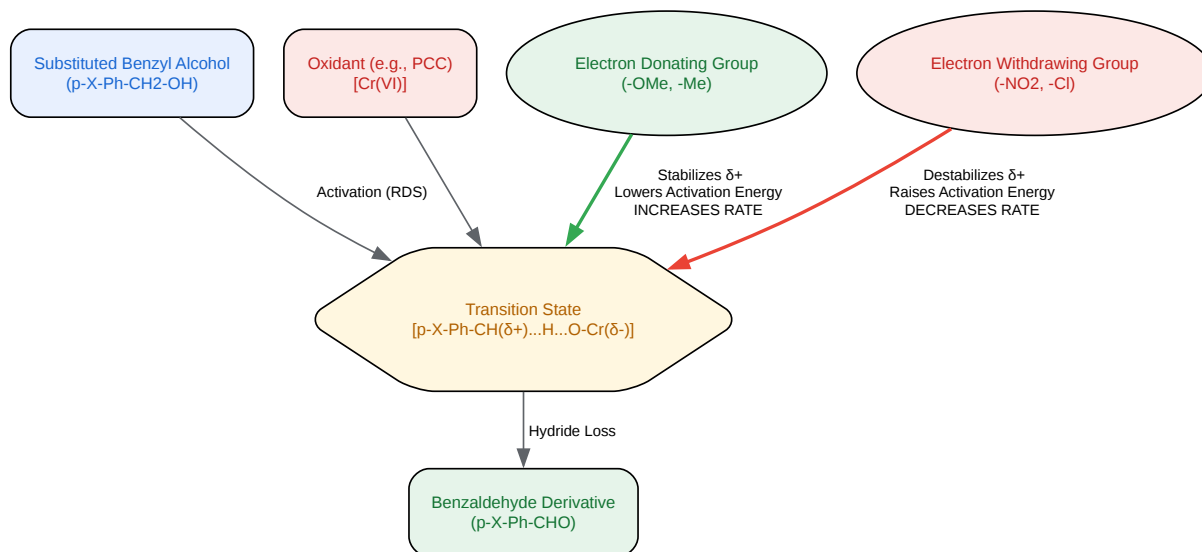 Substituted Benzyl Alcohol
(p-X-Ph-CH2-OH)
Oxidant (e.g., PCC)
[Cr(VI)]
Electron Donating Group
(-OMe, -Me)
Electron Withdrawing Group
(-NO2, -Cl)
Activation (RDS)
Stabilizes δ+
Lowers Activation Energy
INCREASES RATE
Destabilizes δ+
Raises Activation Energy
DECREASES RATE
Transition State
[p-X-Ph-CH(δ+)...H...O-Cr(δ-)]
Hydride Loss
Benzaldehyde Derivative
(p-X-Ph-CHO)